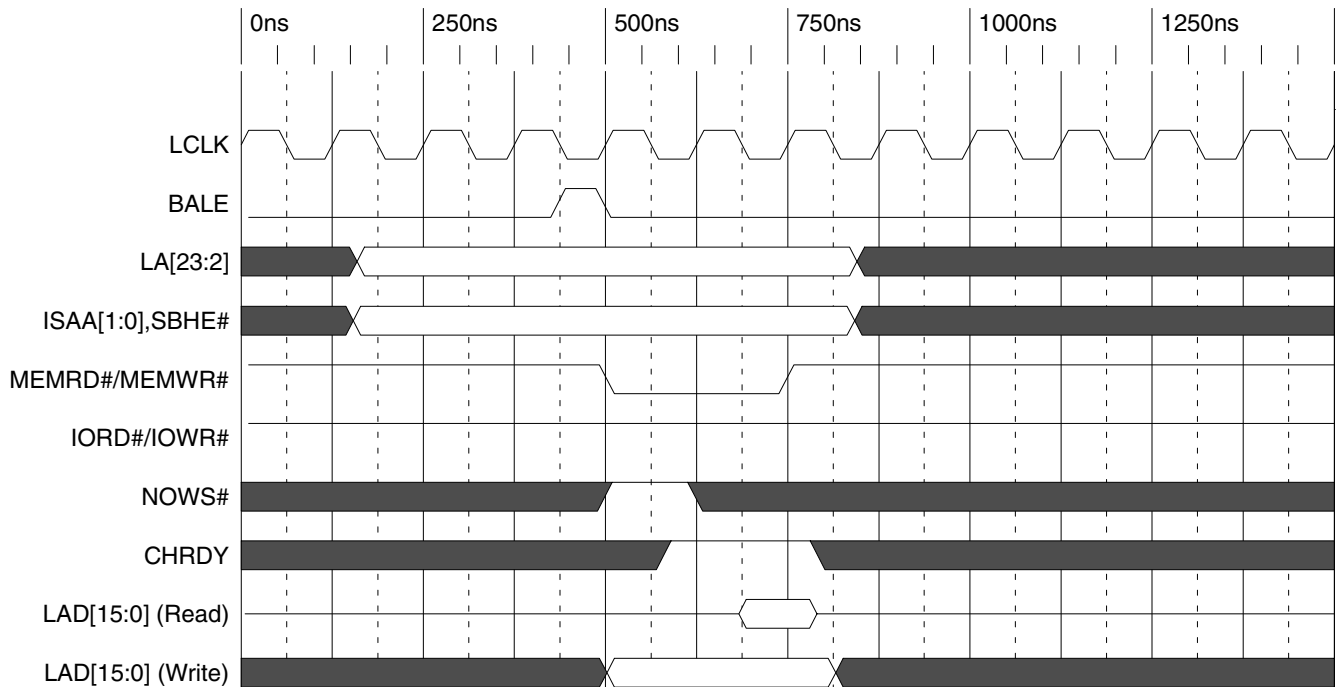 0ns 250ns 500ns 750ns 1000ns 1250ns
LCLK
BALE
LA[23:2]
ISAA[1:0],SBHE#
MEMRD#/MEMWR#
IORD#/IOWR#
NOWS#
CHRDY
LAD[15:0] (Read)
LAD[15:0] (Write)